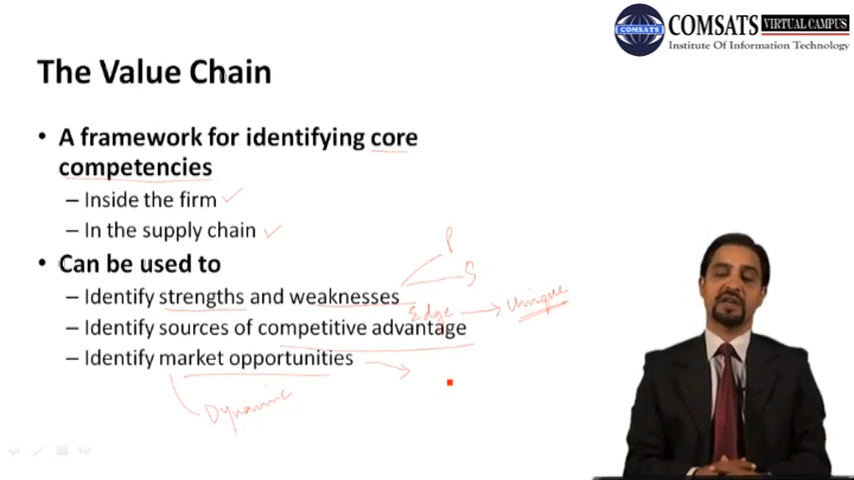 COMSATS VIRTUAL CAMPUS
COMSATS
Institute Of Information Technology
The Value Chain
• A framework for identifying core
competencies
– Inside the firm
– In the supply chain
P
• Can be used to
S
– Identify strengths and weaknesses
Edge → Unique
– Identify sources of competitive advantage
– Identify market opportunities
Dynamic